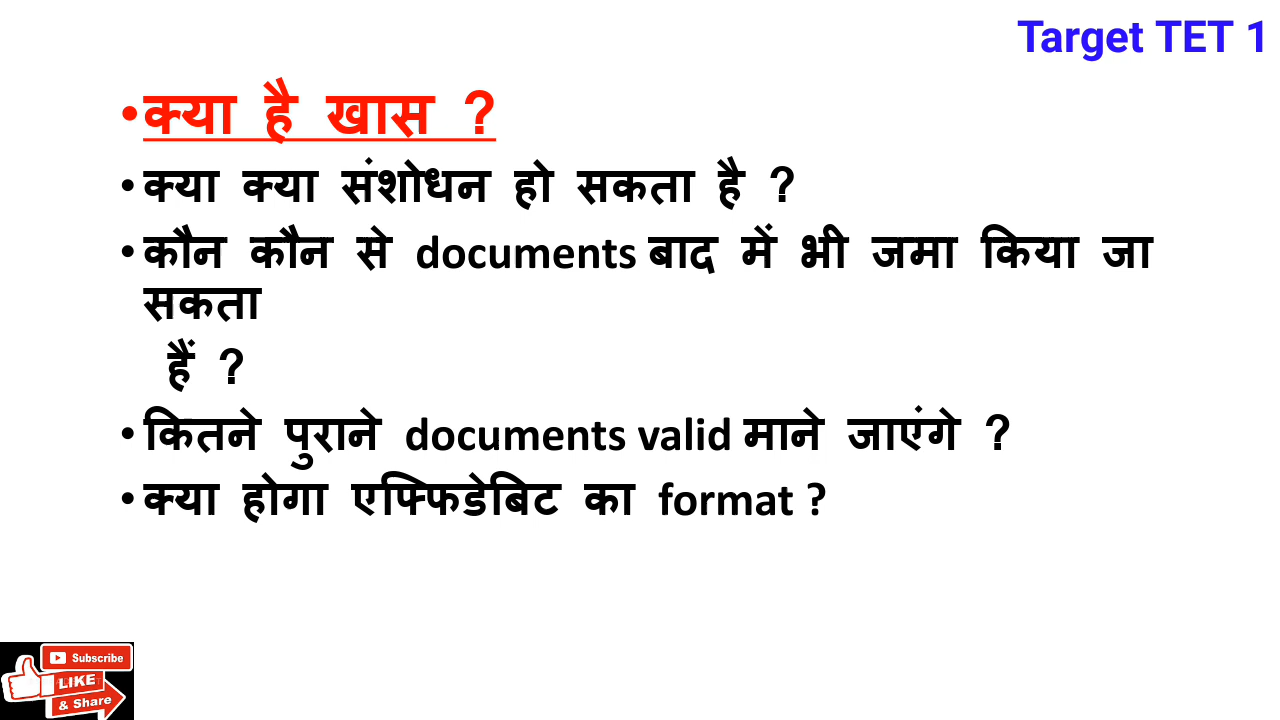 Target TET 1
•क्या है खास ?
•क्या क्या संशोधन हो सकता है ?
•कौन कौन से documents बाद में भी जमा किया जा
सकता
हैं ?
•कितने पुराने documents valid माने जाएंगे ?
•क्या होगा एफ्फिडेबिट का format ?
Subscribe
LIKE
& Share